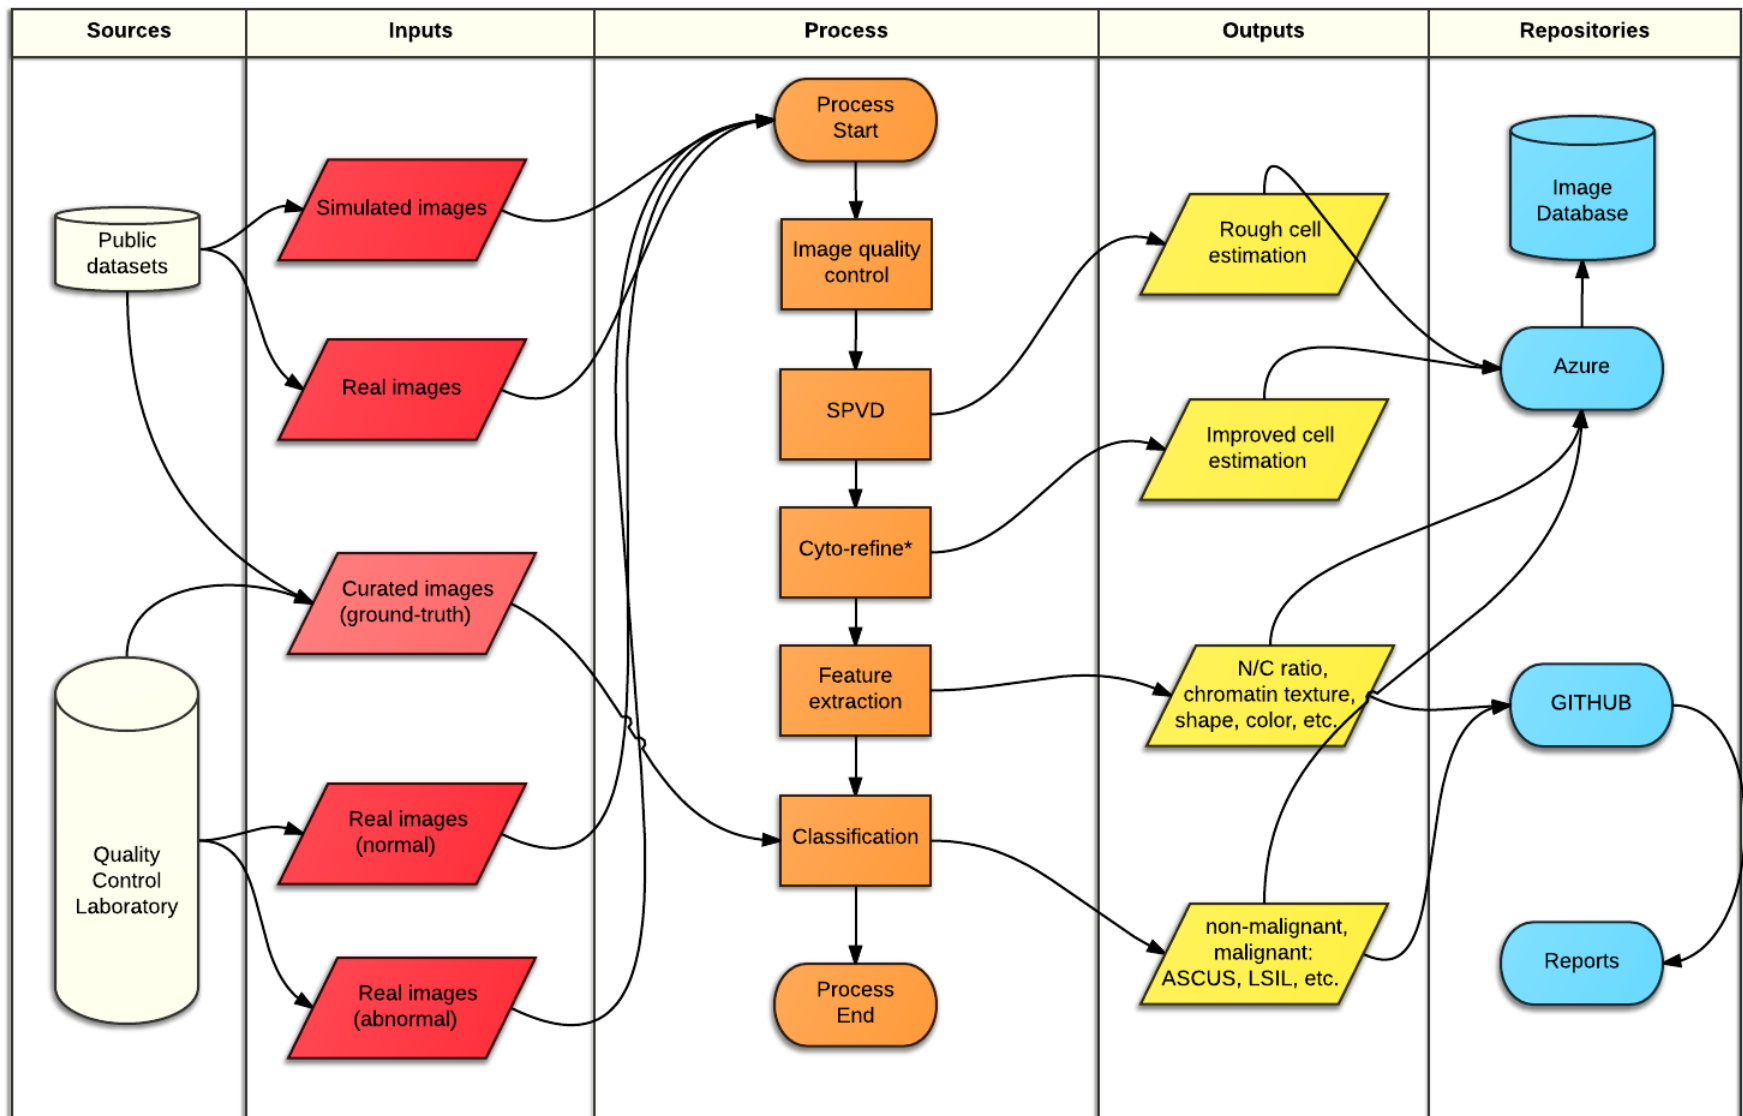 Sources
Inputs
Process
Outputs
Repositories
Public
datasets
Quality
Control
Laboratory
Simulated images
Real images
Curated images
(ground-truth)
Real images
(normal)
Real images
(abnormal)
Process
Start
Image quality
control
SPVD
Cyto-refine*
Feature
extraction
Classification
Process
End
Rough cell
estimation
Improved cell
estimation
N/C ratio,
chromatin texture,
shape, color, etc.
non-malignant,
malignant:
ASCUS, LSIL, etc.
Image
Database
Azure
GITHUB
Reports